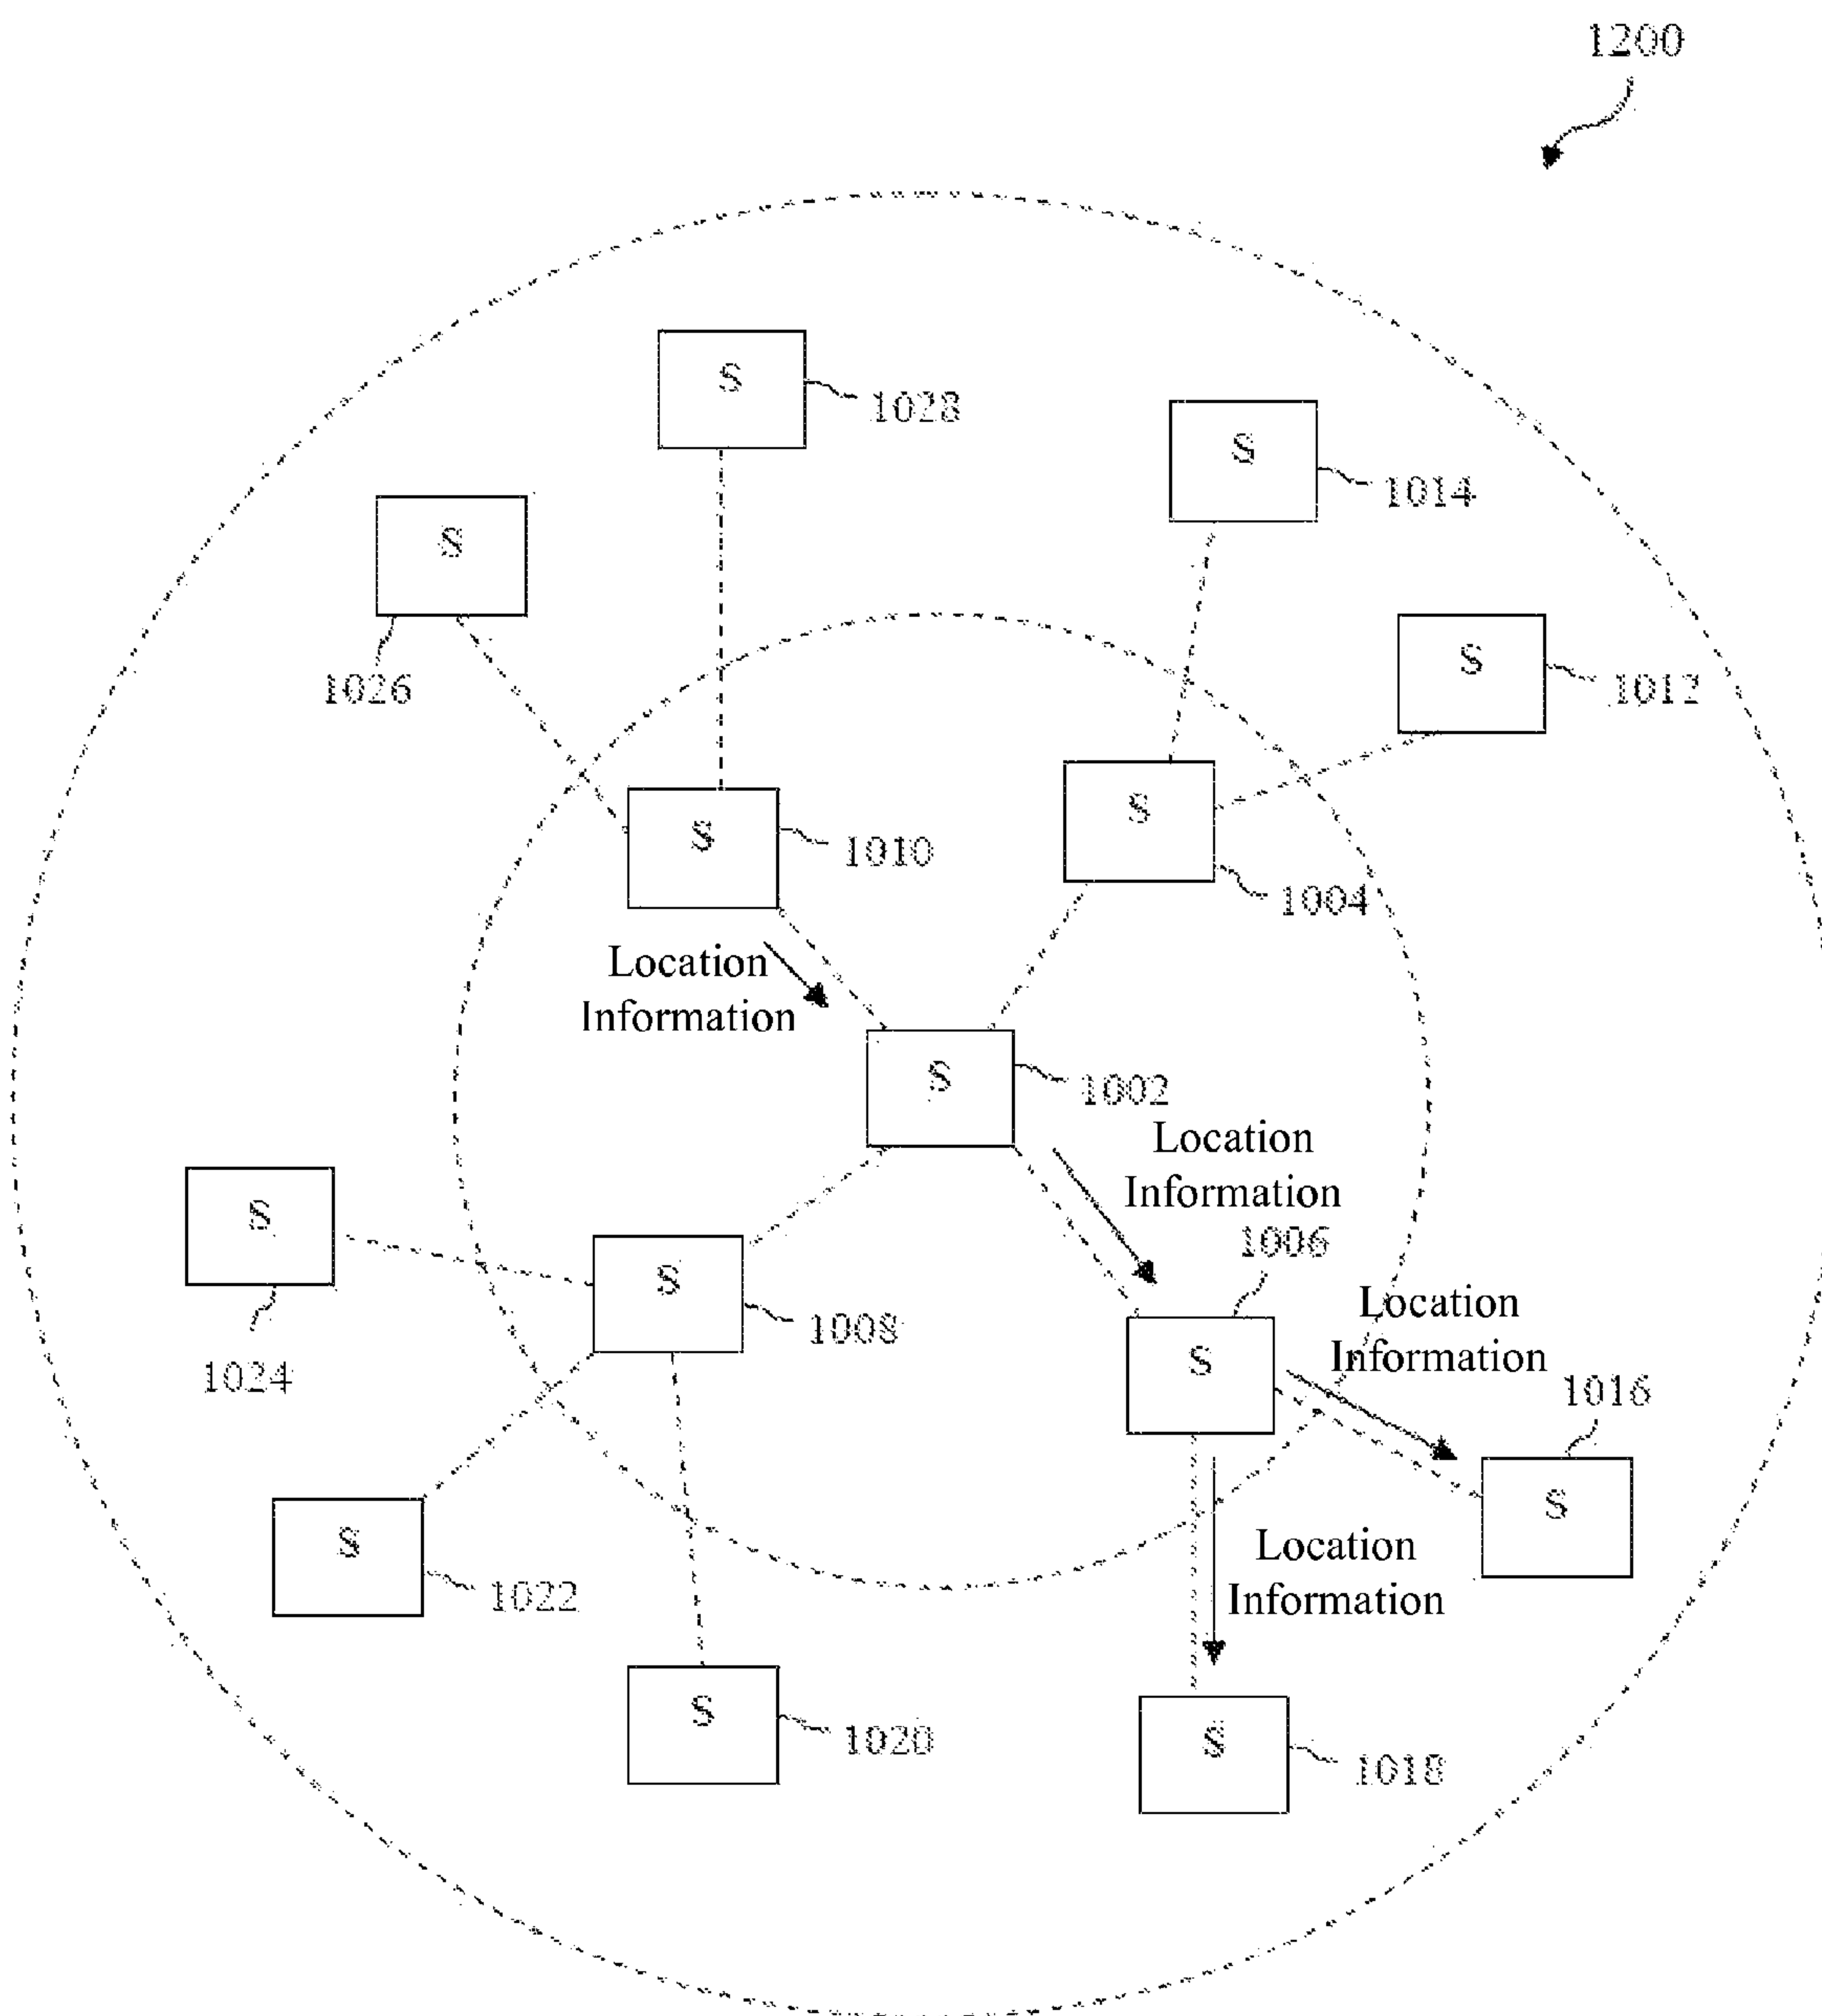 1200
S
1028
S
1014
S
1026
S
1012
S
1010
S
1004
Location
Information
S
1002
Location
Information
1006
S
1024
S
1008
Location
Information
1016
S
S
S
1022
Location
Information
S
1020
S
1018